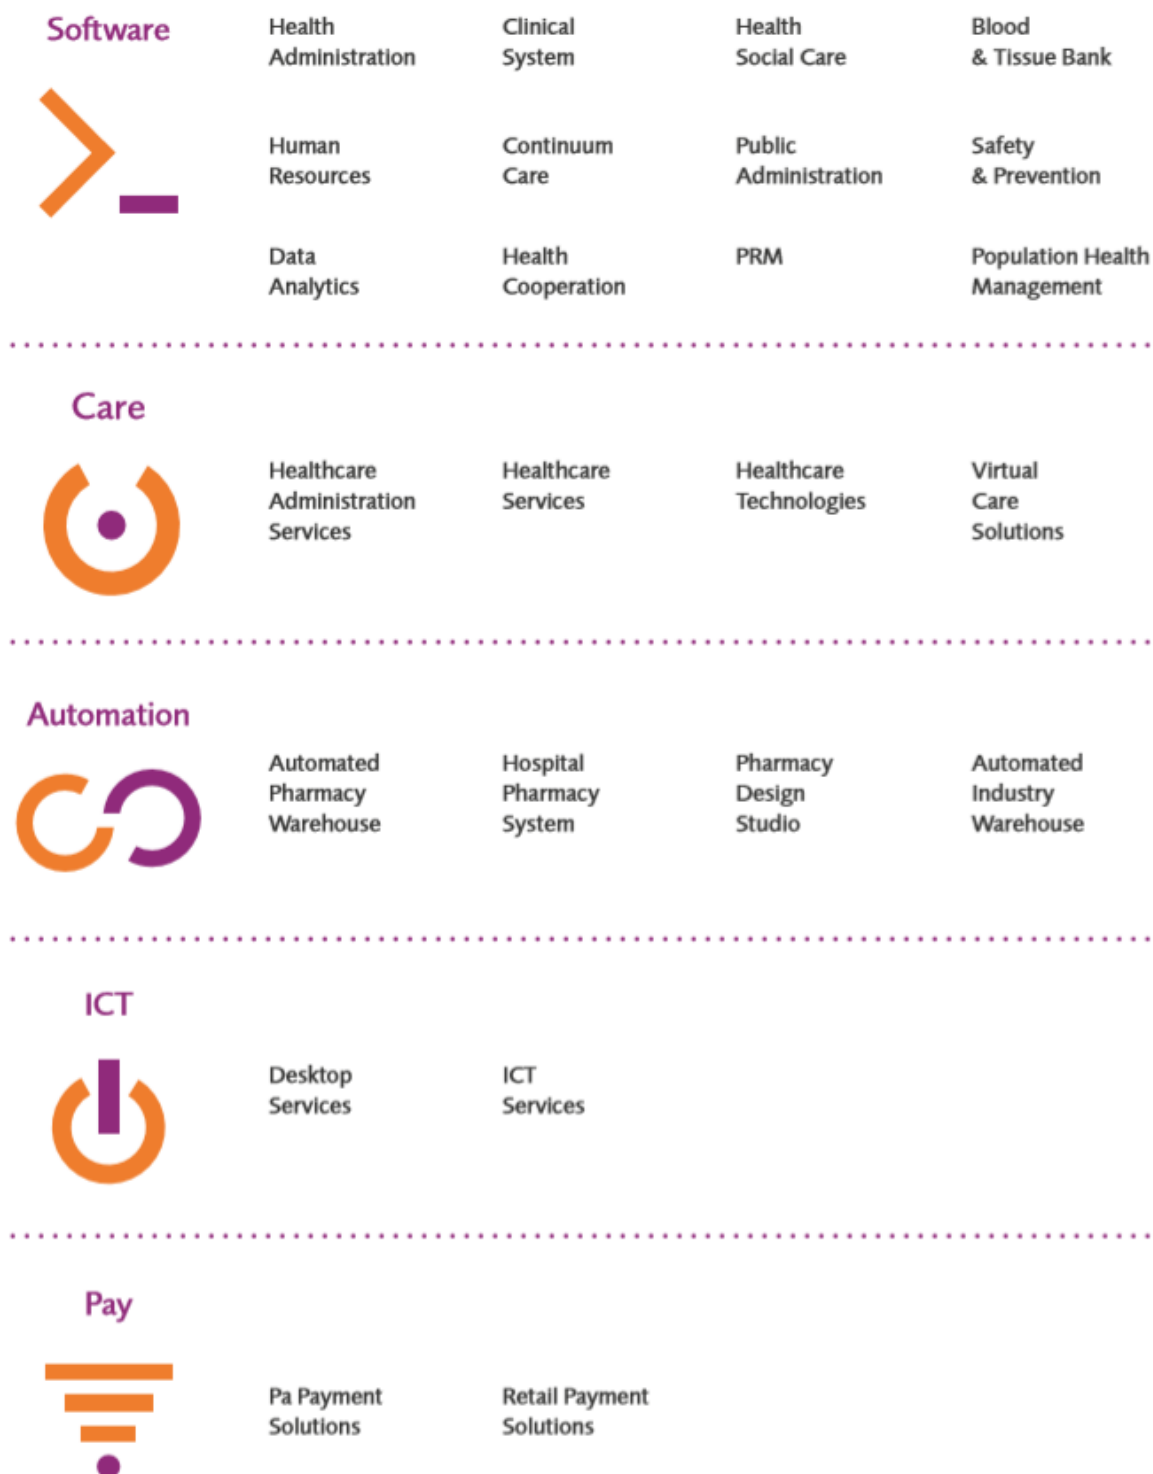 Software
Health
Administration
Clinical
System
Health
Social Care
Blood
& Tissue Bank
Human
Resources
Continuum
Care
Public
Administration
Safety
& Prevention
Data
Analytics
Health
Cooperation
PRM
Population Health
Management
Care
Healthcare
Administration
Services
Healthcare
Services
Healthcare
Technologies
Virtual
Care
Solutions
Automation
Automated
Pharmacy
Warehouse
Hospital
Pharmacy
System
Pharmacy
Design
Studio
Automated
Industry
Warehouse
ICT
Desktop
Services
ICT
Services
Pay
Pa Payment
Solutions
Retail Payment
Solutions